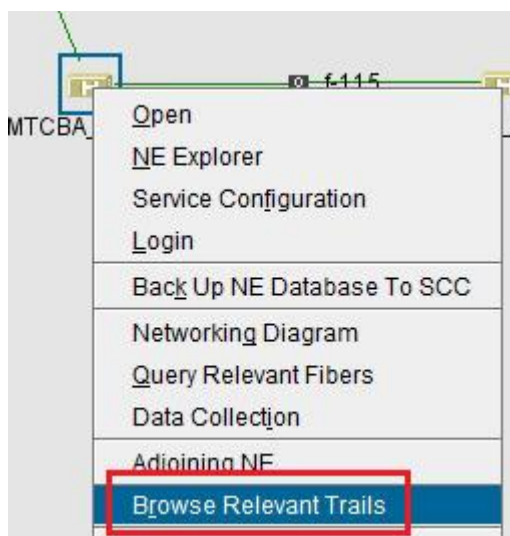 f-115
MTCBA_
Open
NE Explorer
Service Configuration
Login
Back Up NE Database To SCC
Networking Diagram
Query Relevant Fibers
Data Collection
Adjoining NE
Browse Relevant Trails